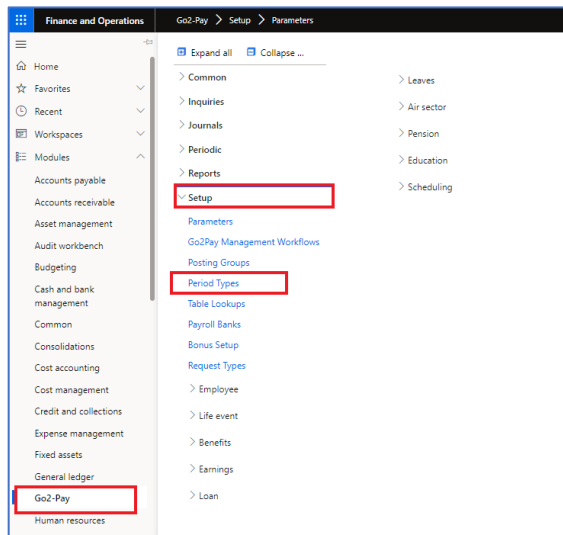 Finance and Operations
Go2-Pay > Setup > Parameters
Home
Favorites
Recent
Workspaces
Modules
Accounts payable
Accounts receivable
Asset management
Audit workbench
Budgeting
Cash and bank
management
Common
Consolidations
Cost accounting
Cost management
Credit and collections
Expense management
Fixed assets
General ledger
Go2-Pay
Human resources
Expand all
Collapse ...
Common
Inquiries
Journals
Periodic
Reports
Setup
Parameters
Go2Pay Management Workflows
Posting Groups
Period Types
Table Lookups
Payroll Banks
Bonus Setup
Request Types
Employee
Life event
Benefits
Earnings
Loan
Leaves
Air sector
Pension
Education
Scheduling